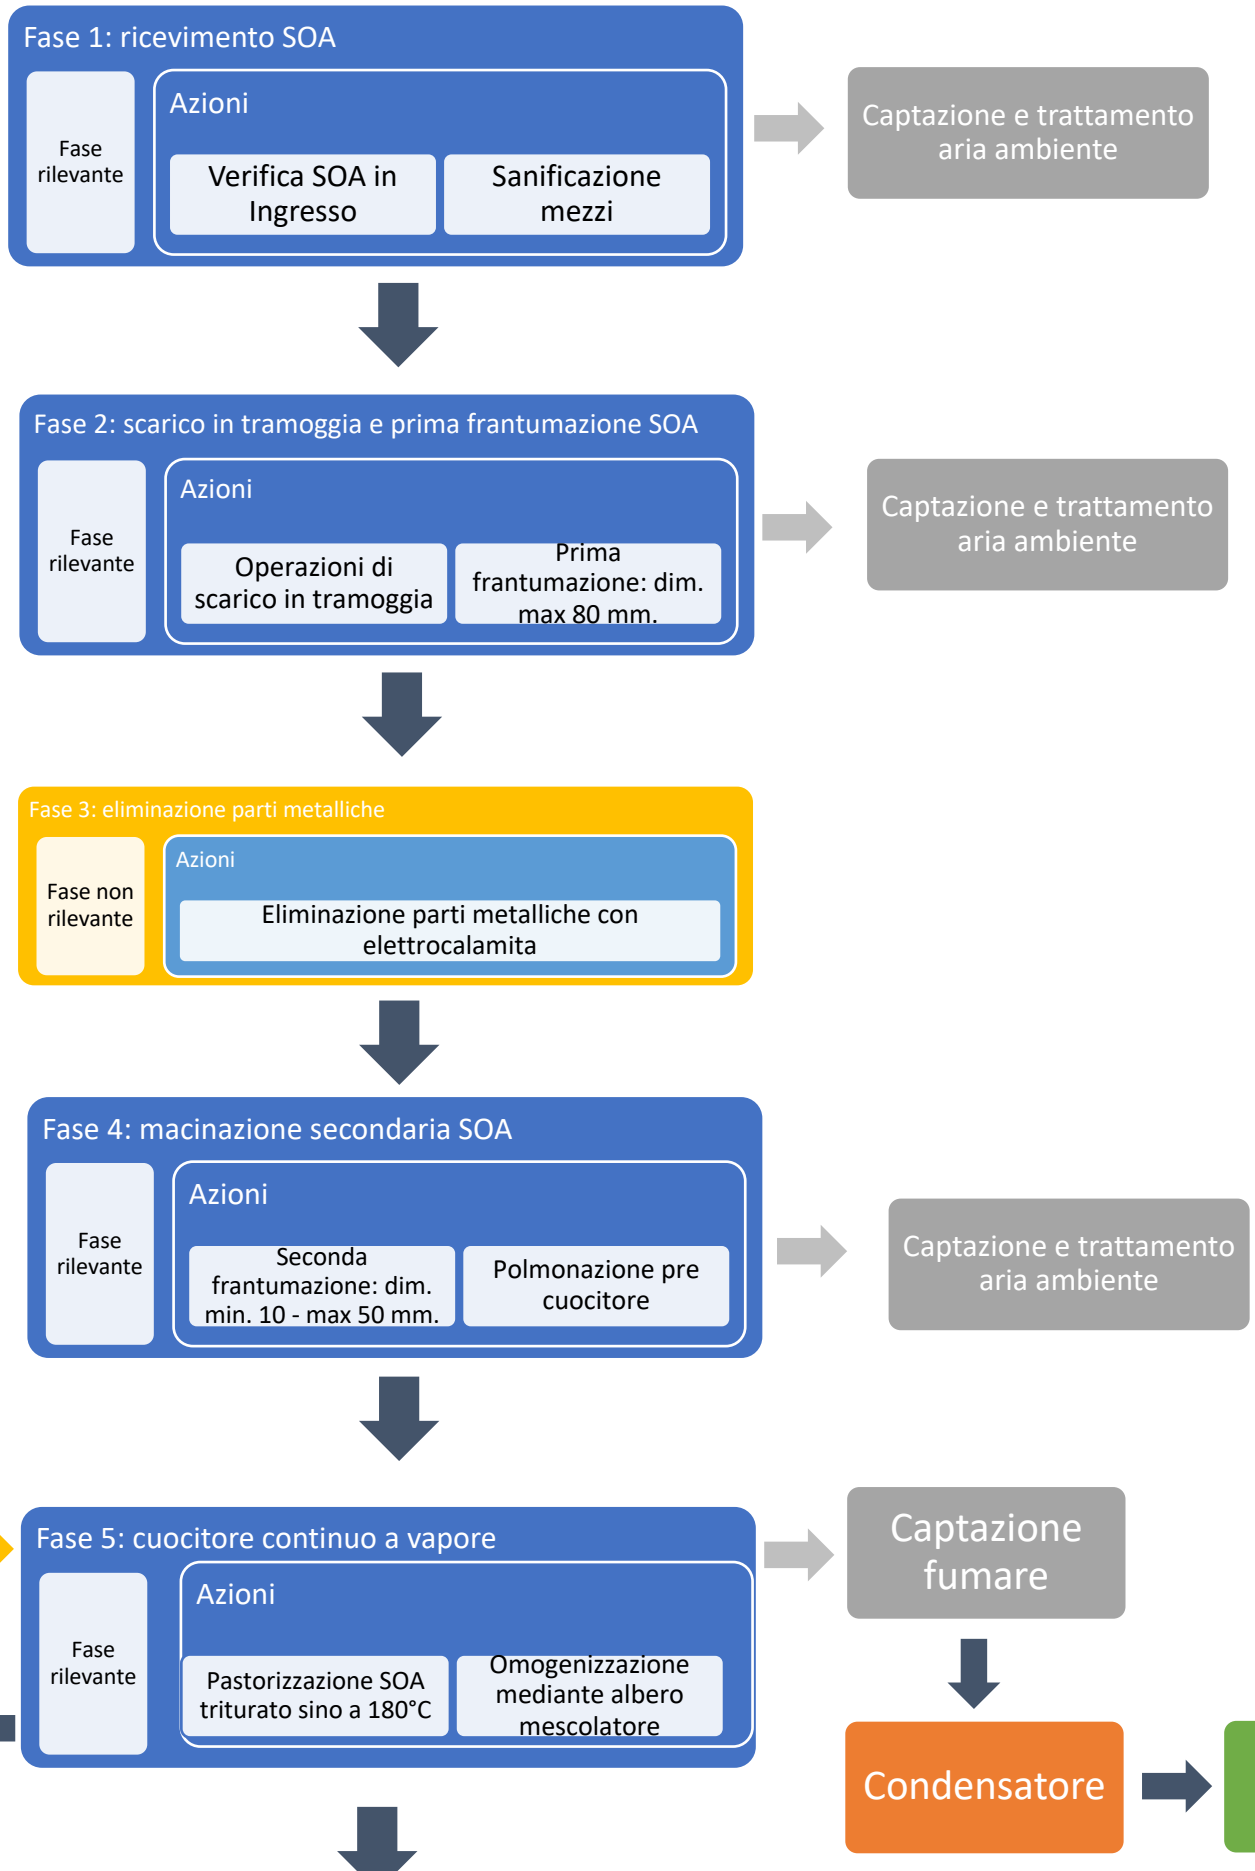 Fase 1: ricevimento SOA
Fase
rilevante
Azioni
Verifica SOA in
Ingresso
Sanificazione
mezzi
Captazione e trattamento
aria ambiente
Fase 2: scarico in tramoggia e prima frantumazione SOA
Fase
rilevante
Azioni
Operazioni di
scarico in tramoggia
Prima
frantumazione: dim.
max 80 mm.
Captazione e trattamento
aria ambiente
Fase 3: eliminazione parti metalliche
Fase non
rilevante
Azioni
Eliminazione parti metalliche con
elettrocalamita
Fase 4: macinazione secondaria SOA
Fase
rilevante
Azioni
Seconda
frantumazione: dim.
min. 10 - max 50 mm.
Polmonazione pre
cuocitore
Captazione e trattamento
aria ambiente
Fase 5: cuocitore continuo a vapore
Fase
rilevante
Azioni
Pastorizzazione SOA
triturato sino a 180°C
Omogenizzazione
mediante albero
mescolatore
Captazione
fumare
Condensatore